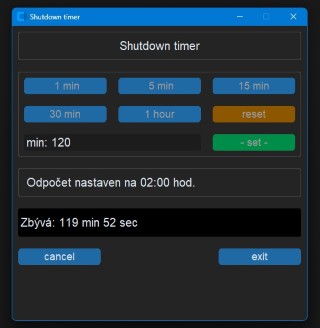 Shutdown timer
Shutdown timer
1 min 5 min 15 min
30 min 1 hour reset
min: 120 - set -
Odpočet nastaven na 02:00 hod.
Zbývá: 119 min 52 sec
cancel exit